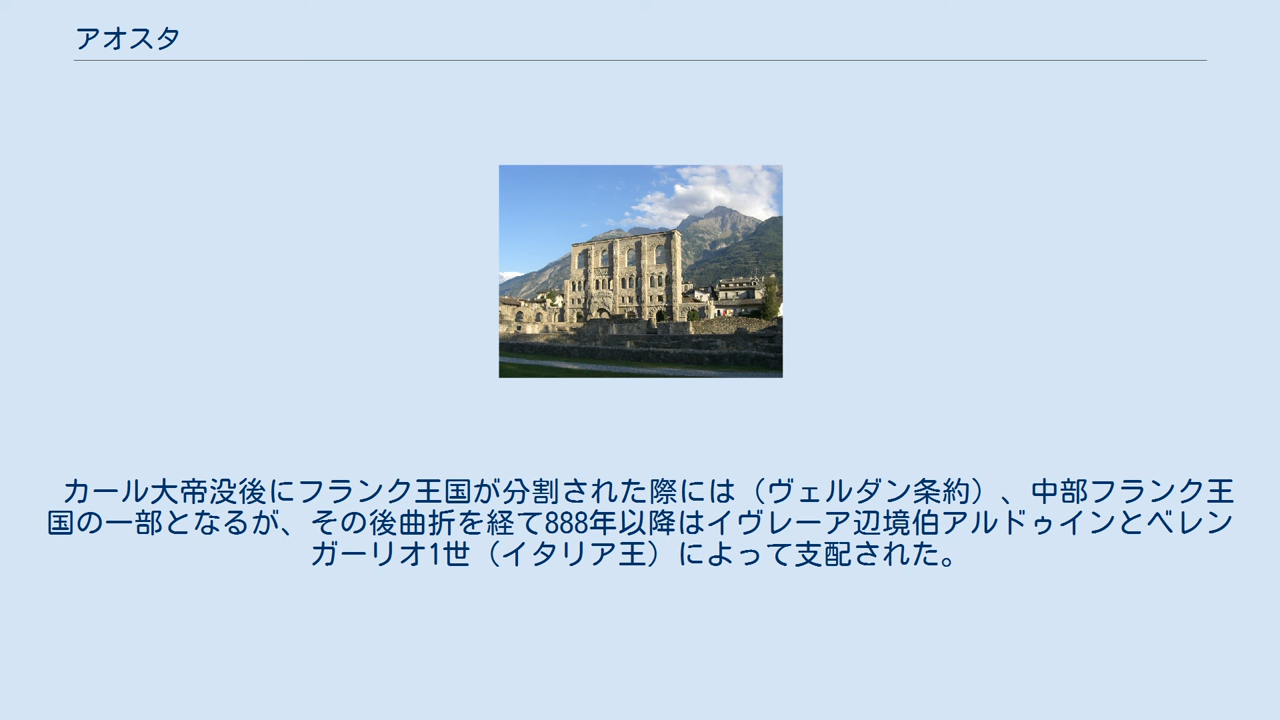 アオスタ
カール大帝没後にフランク王国が分割された際には（ヴェルダン条約）、中部フランク王
国の一部となるが、その後曲折を経て888年以降はイヴレーア辺境伯アルドゥインとベレン
ガーリオ1世（イタリア王）によって支配された。